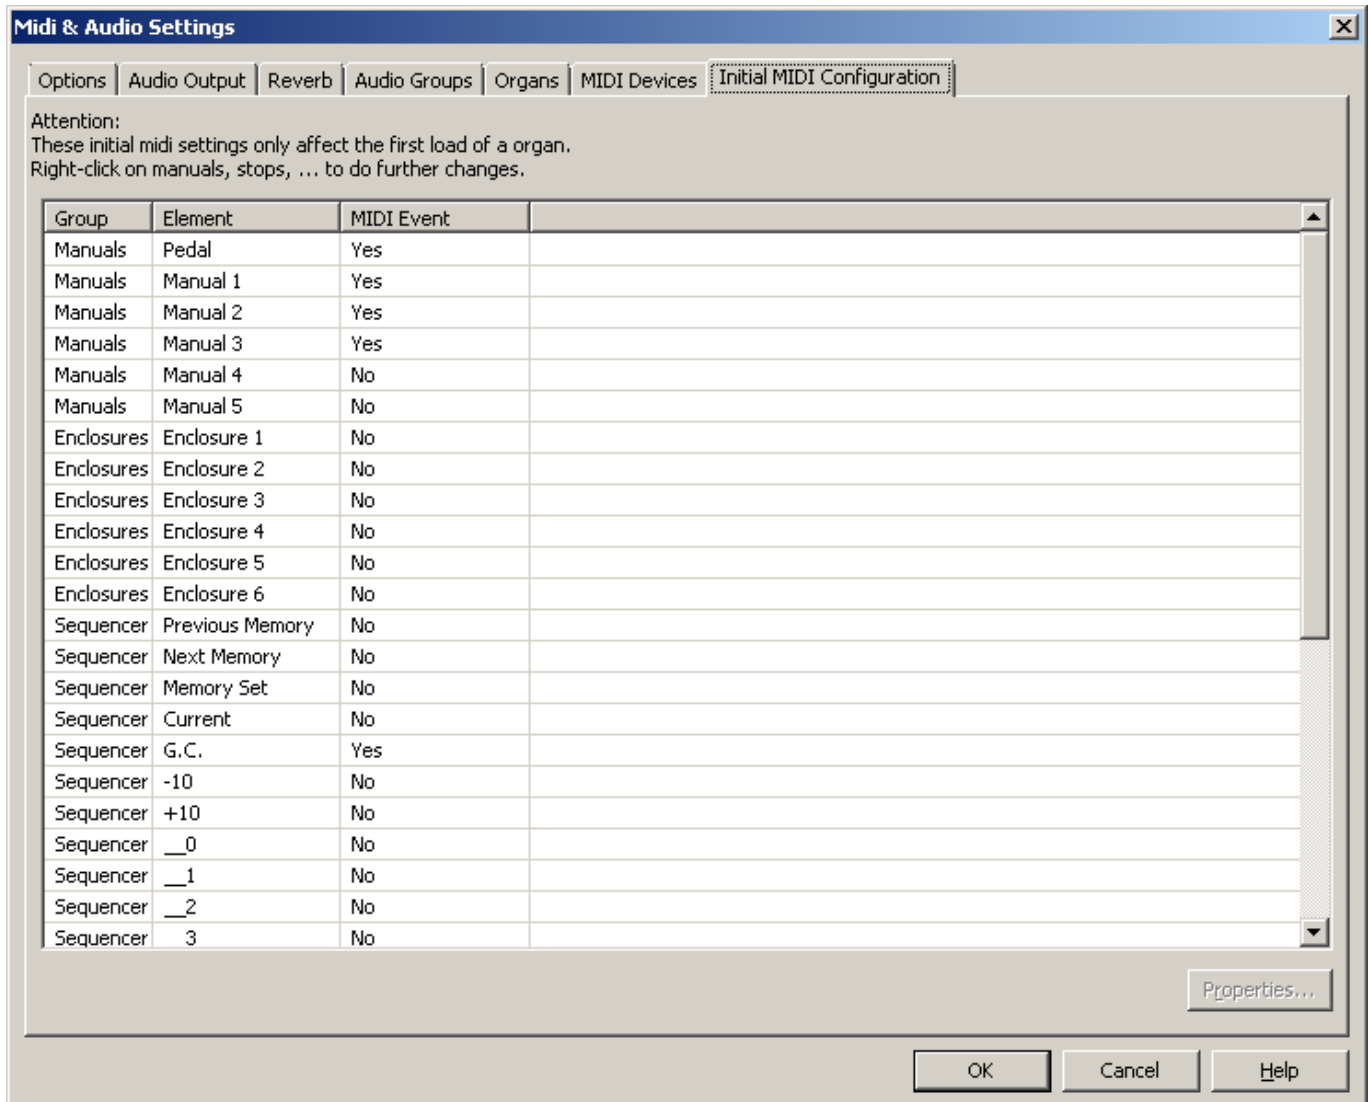 Midi & Audio Settings
Options Audio Output Reverb Audio Groups Organs MIDI Devices Initial MIDI Configuration
Attention:
These initial midi settings only affect the first load of a organ.
Right-click on manuals, stops, ... to do further changes.
Group Element MIDI Event
Manuals Pedal Yes
Manuals Manual 1 Yes
Manuals Manual 2 Yes
Manuals Manual 3 Yes
Manuals Manual 4 No
Manuals Manual 5 No
Enclosures Enclosure 1 No
Enclosures Enclosure 2 No
Enclosures Enclosure 3 No
Enclosures Enclosure 4 No
Enclosures Enclosure 5 No
Enclosures Enclosure 6 No
Sequencer Previous Memory No
Sequencer Next Memory No
Sequencer Memory Set No
Sequencer Current No
Sequencer G.C. Yes
Sequencer -10 No
Sequencer +10 No
Sequencer __0 No
Sequencer __1 No
Sequencer __2 No
Sequencer 3 No
Properties...
OK Cancel Help